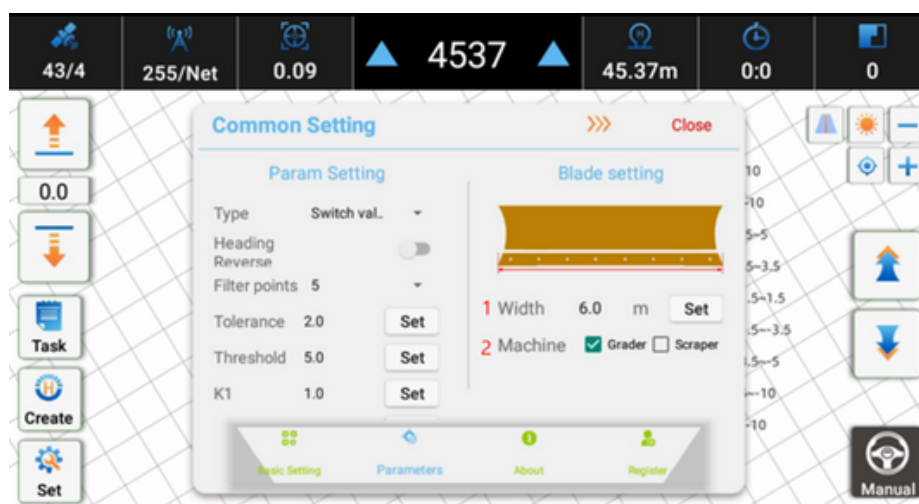 43/4 255/Net 0.09 4537 45.37m 0:0 0
Common Setting >>> Close
Param Setting Blade setting
0.0
Type Switch val..
Heading
Reverse
Filter points 5
1 Width 6.0 m Set
Tolerance 2.0 Set
2 Machine Grader Scraper
Threshold 5.0 Set
K1 1.0 Set
Task
Create
Set
Basic Setting Parameters About Register
Manual
10
-10
5~5
5~3.5
.5~1.5
.5~-3.5
.5~-5
~-10
-10